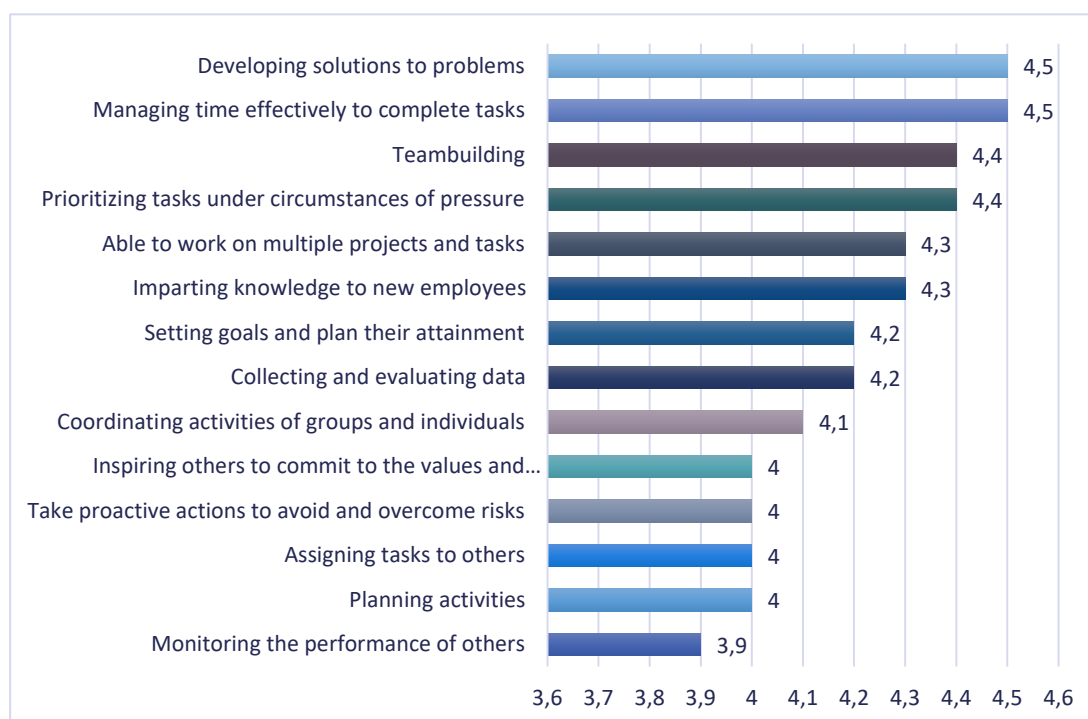 Developing solutions to problems 4,5
Managing time effectively to complete tasks 4,5
Teambuilding 4,4
Prioritizing tasks under circumstances of pressure 4,4
Able to work on multiple projects and tasks 4,3
Imparting knowledge to new employees 4,3
Setting goals and plan their attainment 4,2
Collecting and evaluating data 4,2
Coordinating activities of groups and individuals 4,1
Inspiring others to commit to the values and... 4
Take proactive actions to avoid and overcome risks 4
Assigning tasks to others 4
Planning activities 4
Monitoring the performance of others 3,9
3,6 3,7 3,8 3,9 4 4,1 4,2 4,3 4,4 4,5 4,6